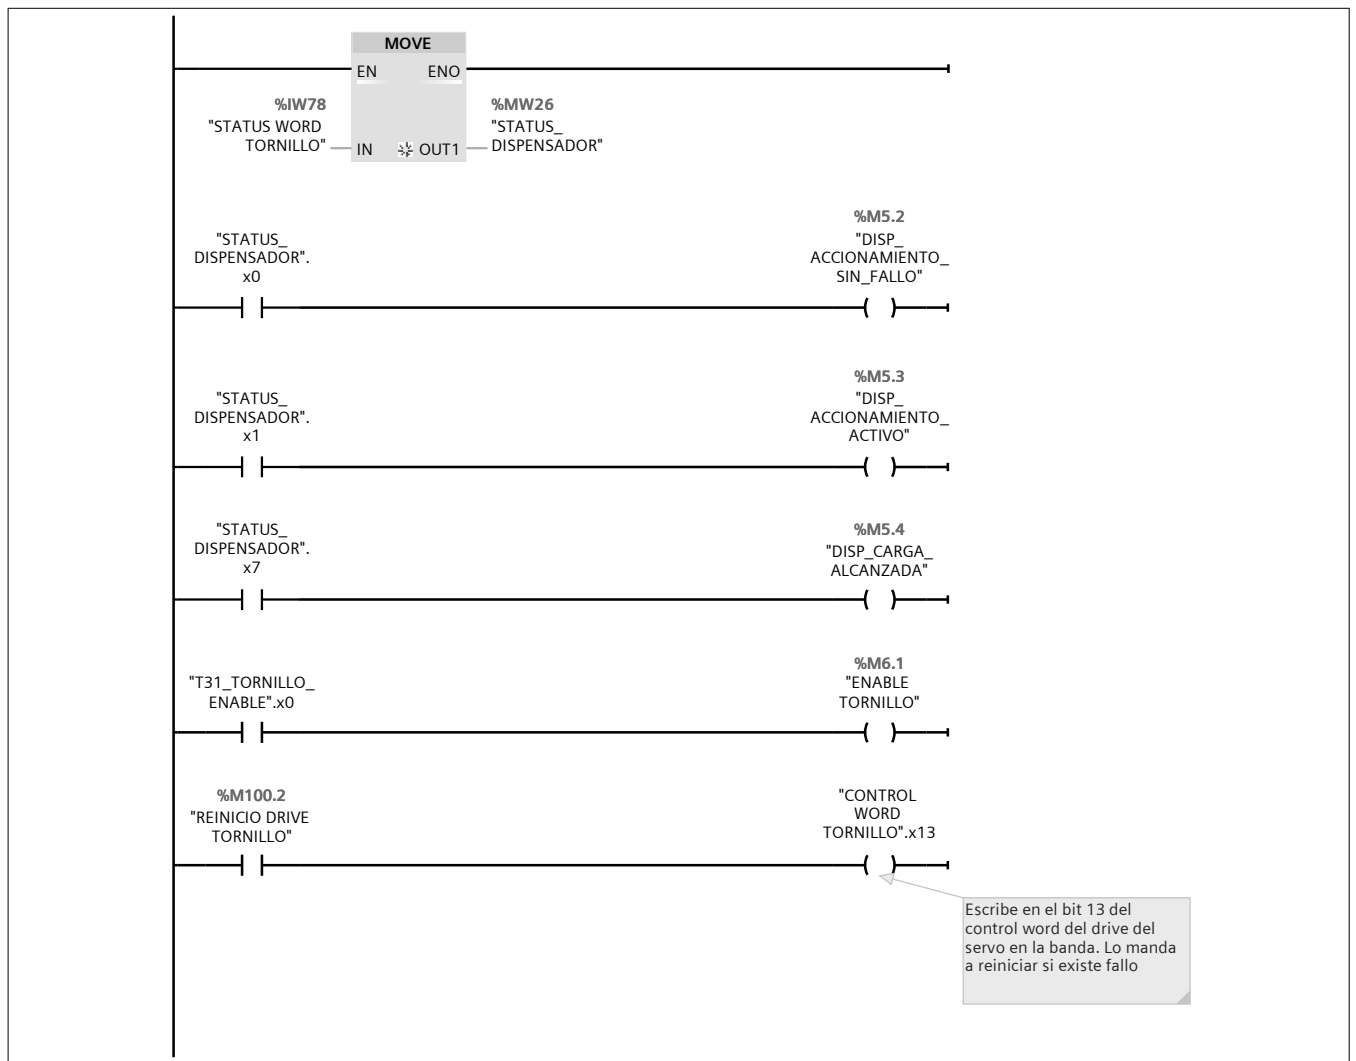 MOVE
EN ENO
%IW78
"STATUS WORD
TORNILLO"
IN
OUT1
%MW26
"STATUS_
DISPENSADOR"
"STATUS_
DISPENSADOR".
x0
%M5.2
"DISP_
ACCIONAMIENTO_
SIN_FALLO"
"STATUS_
DISPENSADOR".
x1
%M5.3
"DISP_
ACCIONAMIENTO_
ACTIVO"
"STATUS_
DISPENSADOR".
x7
%M5.4
"DISP_CARGA_
ALCANZADA"
"T31_TORNILLO_
ENABLE".x0
%M6.1
"ENABLE
TORNILLO"
%M100.2
"REINICIO DRIVE
TORNILLO"
"CONTROL
WORD
TORNILLO".x13
Escribe en el bit 13 del
control word del drive del
servo en la banda. Lo manda
a reiniciar si existe fallo